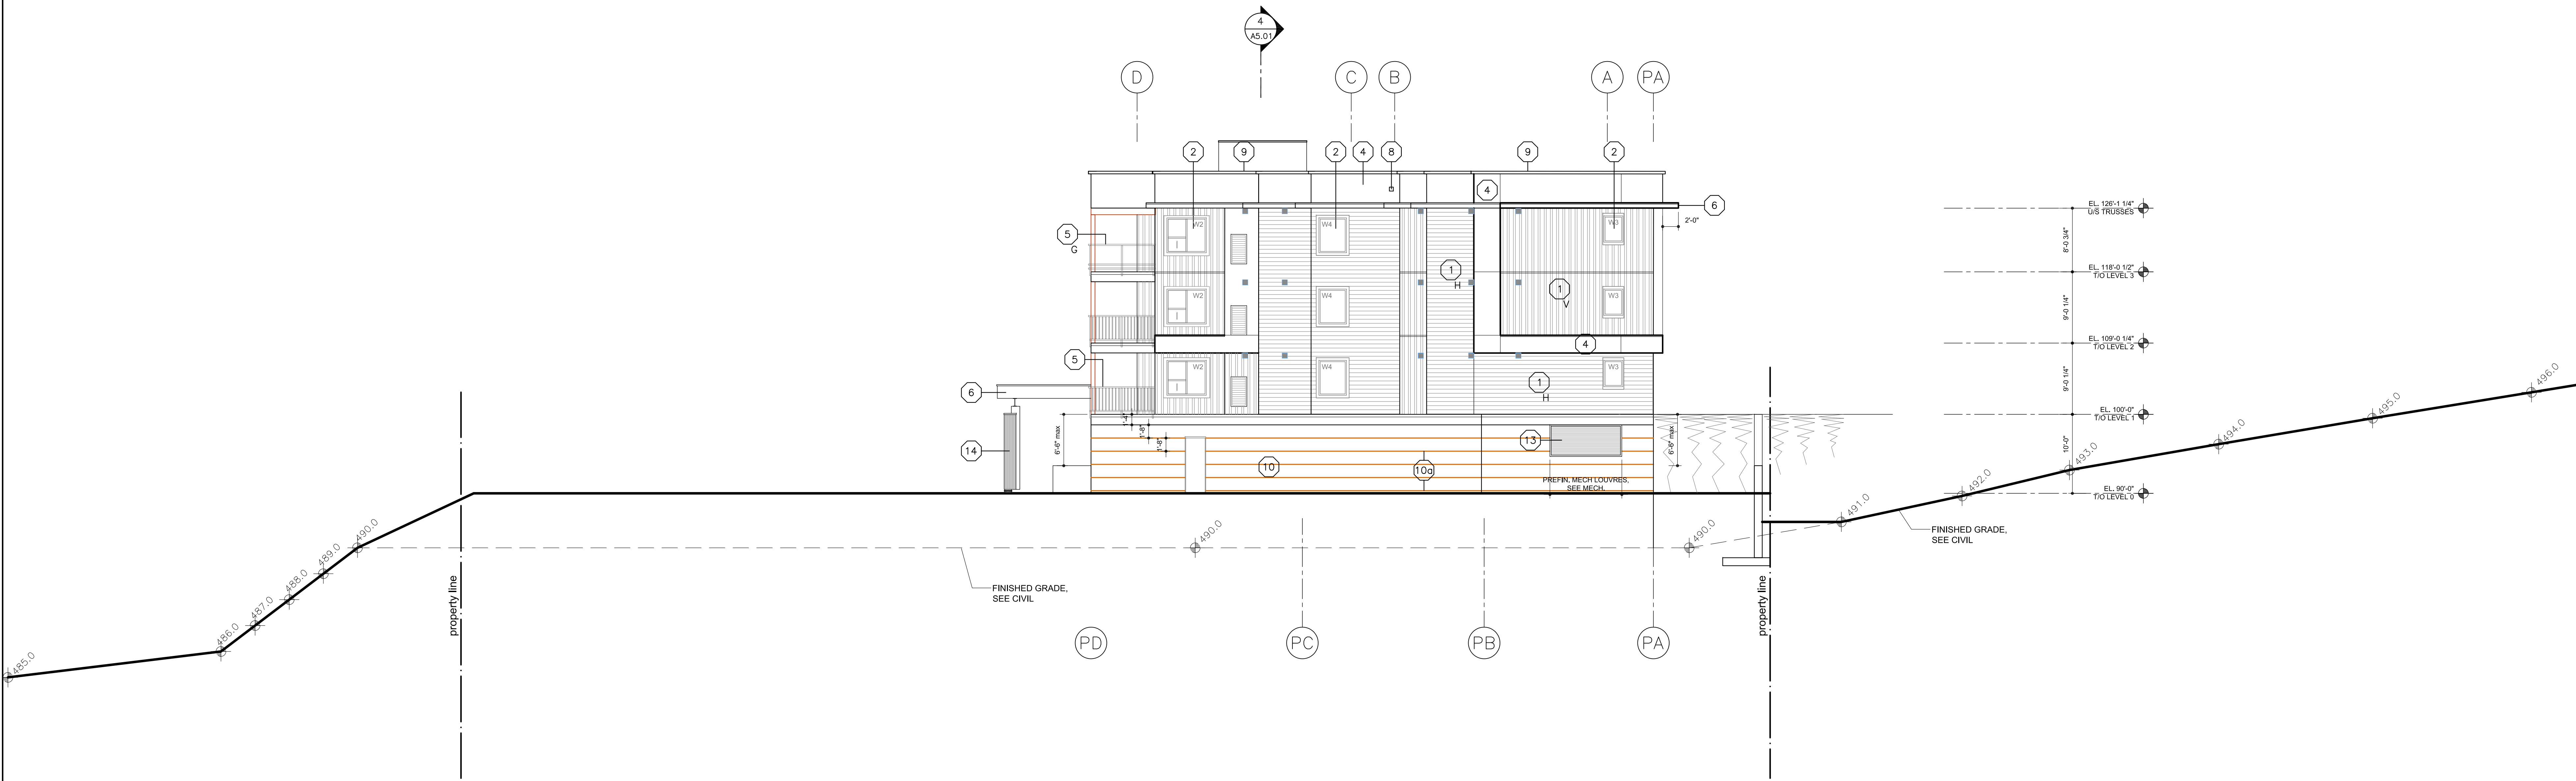 4
A5.01
D
C
B
A
PA
2
9
2
4
8
9
2
4
6
2'-0"
5
G
W2
W4
W3
1
H
1
V
W2
W4
W3
4
5
W2
W4
W3
1
H
6
14
6'-6" max
1'-4"
1'-8"
1'-8"
10
10a
13
PREFIN, MECH LOUVRES,
SEE MECH.
6'-6" max
EL. 126'-1 1/4"
U/S TRUSSES
8'-0 3/4"
EL. 118'-0 1/2"
T/O LEVEL 3
9'-0 1/4"
EL. 109'-0 1/4"
T/O LEVEL 2
9'-0 1/4"
EL. 100'-0"
T/O LEVEL 1
10'-0"
EL. 90'-0"
T/O LEVEL 0
485.0
486.0
487.0
488.0
489.0
490.0
490.0
490.0
491.0
492.0
493.0
494.0
495.0
496.0
FINISHED GRADE,
SEE CIVIL
FINISHED GRADE,
SEE CIVIL
property line
property line
PD
PC
PB
PA